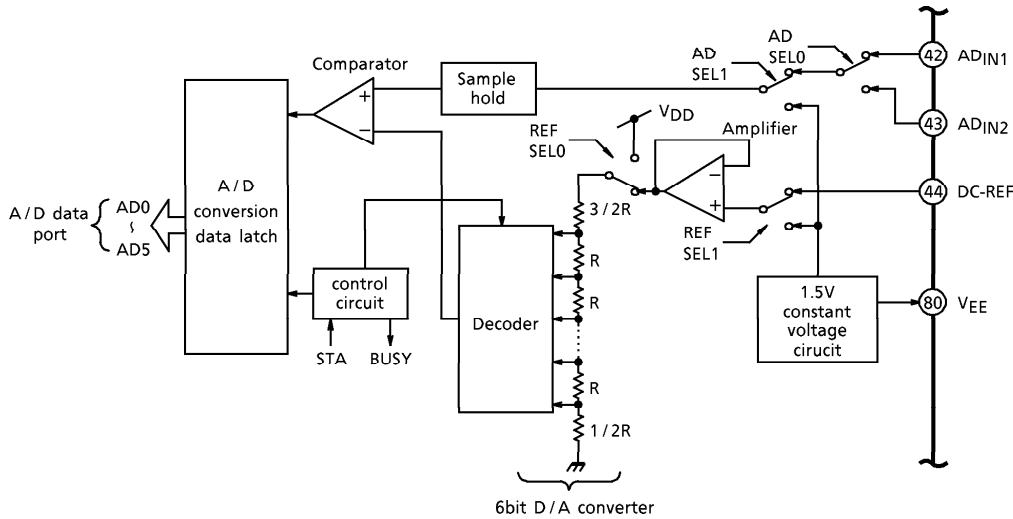 AD
SEL0
AD
SEL1
42
ADIN1
Comparator
Sample
hold
+
−
VDD
43
ADIN2
REF
SEL0
Amplifier
−
+
44
DC-REF
A/D data
port
AD0
~
AD5
A/D
conversion
data latch
3/2R
REF
SEL1
R
R
control
circuit
STA
BUSY
Decoder
1.5V
constant
voltage
cirucit
80
VEE
R
1/2R
6bit D/A converter